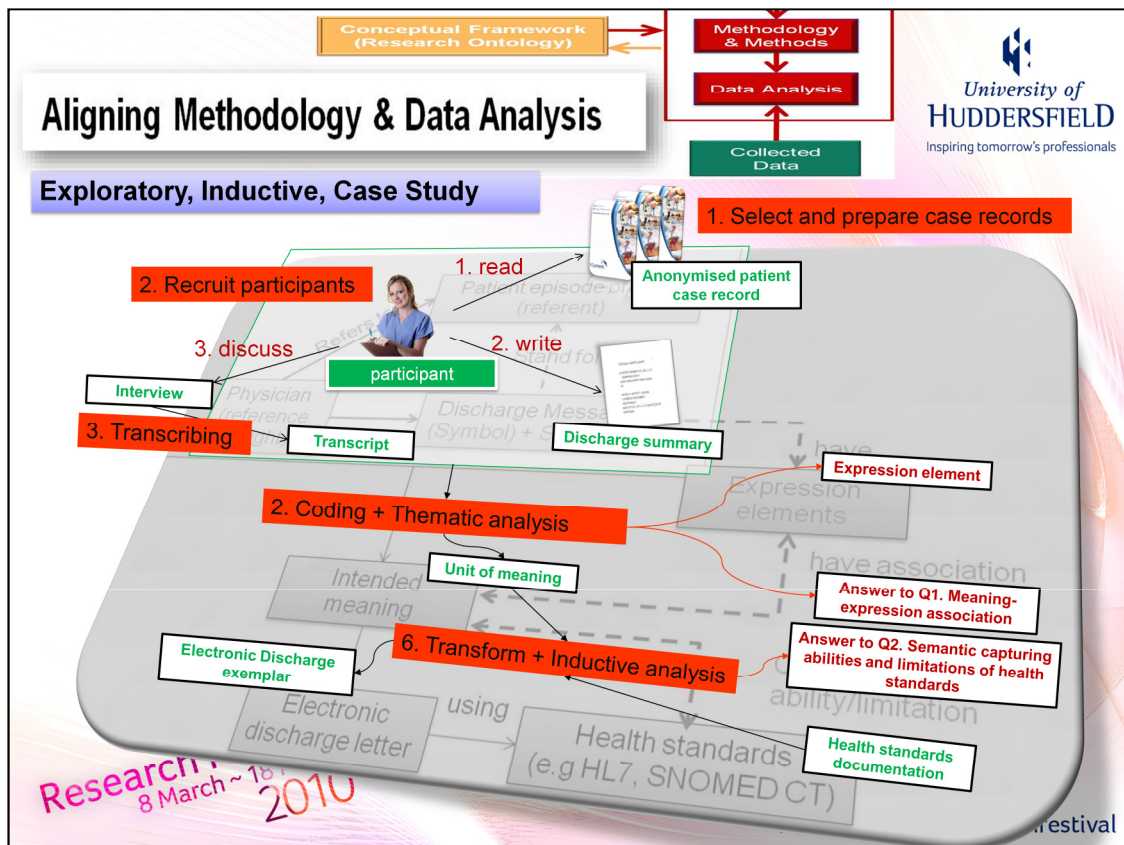 Conceptual Framework
(Research Ontology)
Methodology
& Methods
Data Analysis
Collected
Data
University of
HUDDERSFIELD
Inspiring tomorrow's professionals
Aligning Methodology & Data Analysis
Exploratory, Inductive, Case Study
1. Select and prepare case records
2. Recruit participants
1. read
Anonymised patient
case record
Patient episode of
(referent)
Refers
3. discuss
2. write
Stand for
participant
Interview
Physician
(reference
Discharge Message
(Symbol) +
3. Transcribing
Transcript
Discharge summary
have
Expression element
Expression
elements
2. Coding + Thematic analysis
have association
Unit of meaning
Intended
meaning
Answer to Q1. Meaning-
expression association
Electronic Discharge
exemplar
6. Transform + Inductive analysis
Answer to Q2. Semantic capturing
abilities and limitations of health
standards
ability/limitation
Electronic
discharge letter
using
Health standards
(e.g HL7, SNOMED CT)
Health standards
documentation
Research
8 March ~ 18
2010
festival